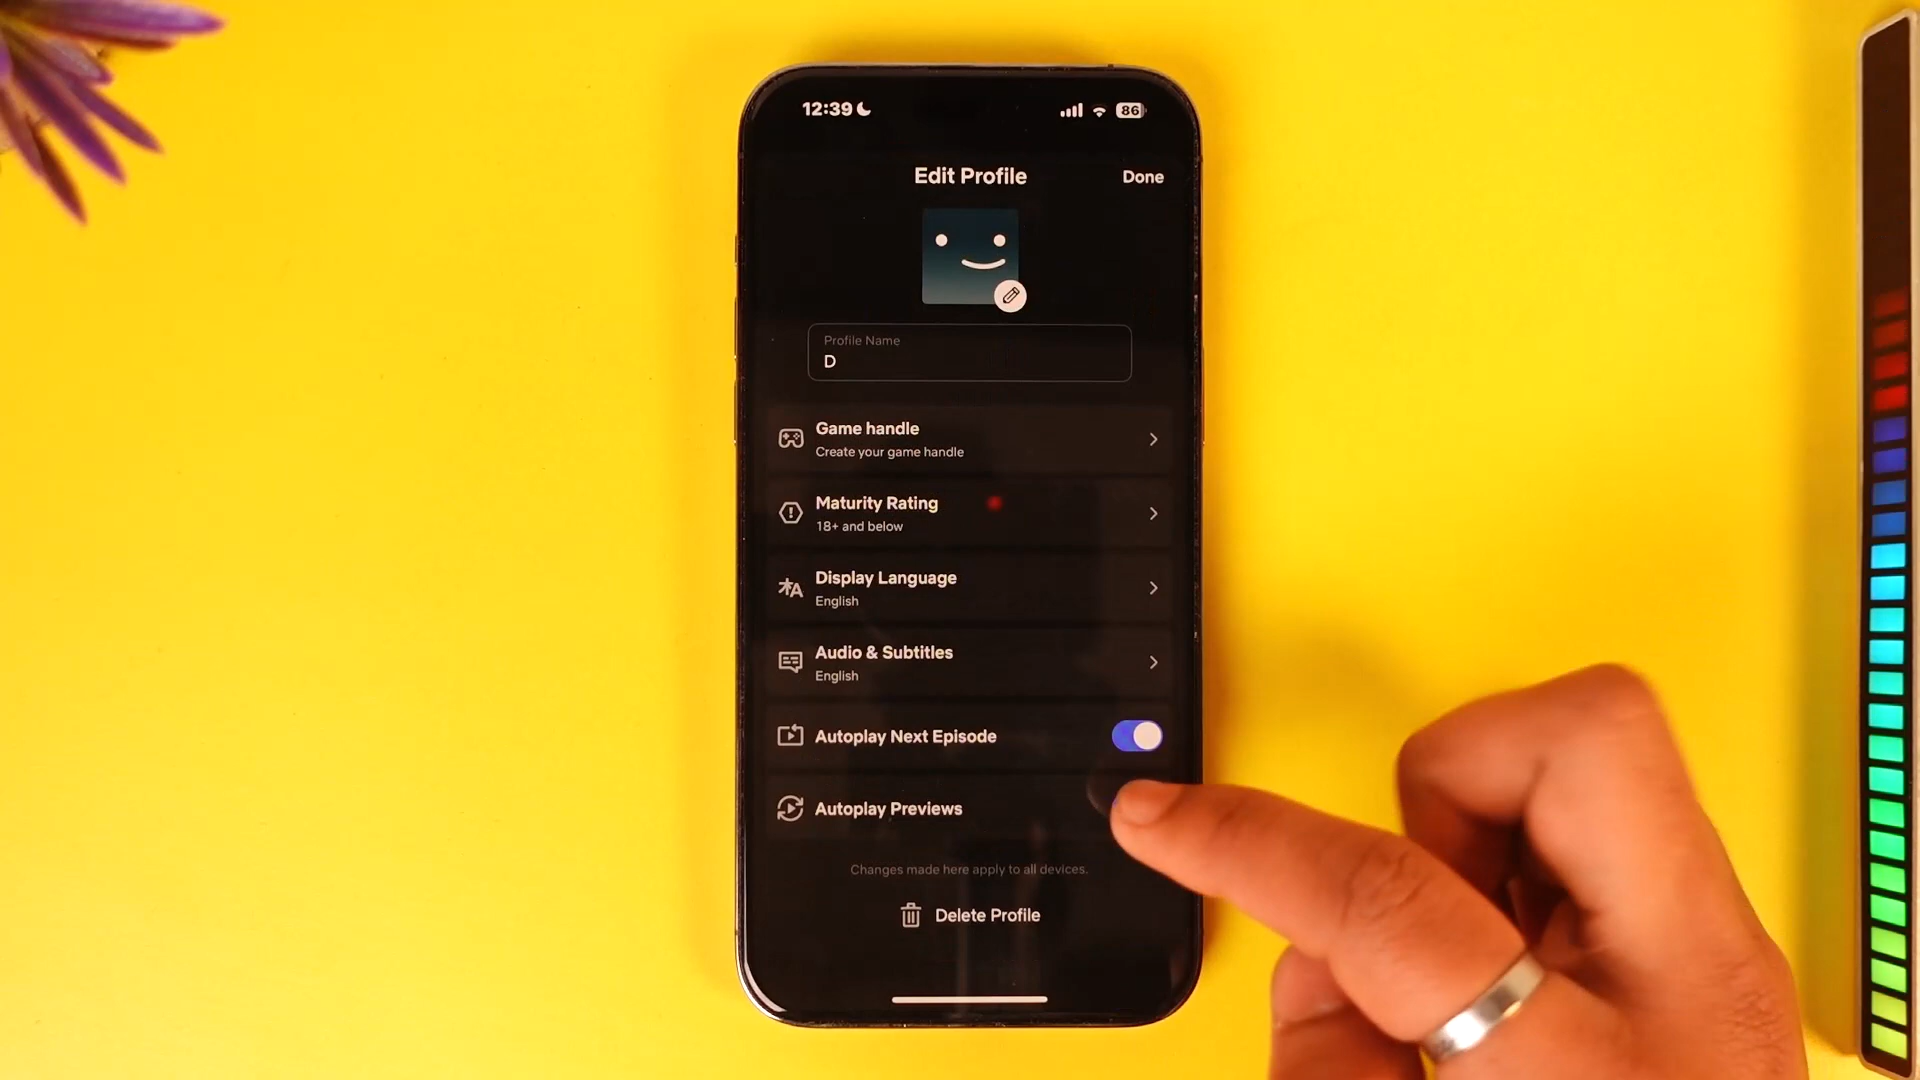 12:39
86
Edit Profile
Done
Profile Name
D
Game handle
Create your game handle
Maturity Rating
18+ and below
Display Language
English
Audio & Subtitles
English
Autoplay Next Episode
Autoplay Previews
Changes made here apply to all devices.
Delete Profile